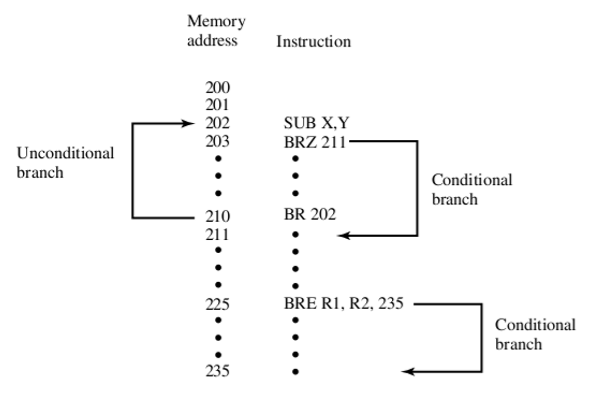 Memory
address
Instruction
200
201
202 SUB X,Y
203 BRZ 211
Unconditional
branch
Conditional
branch
210 BR 202
211
225 BRE R1, R2, 235
Conditional
branch
235